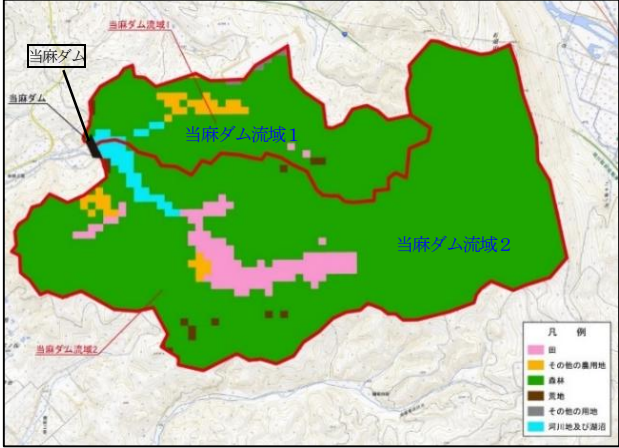 当麻ダム流域1
当麻ダム
当麻ダム
当麻ダム流域1
当麻ダム流域2
当麻ダム流域2
凡 例
田
その他の農用地
森林
荒地
その他の用地
河川地及び湖沼